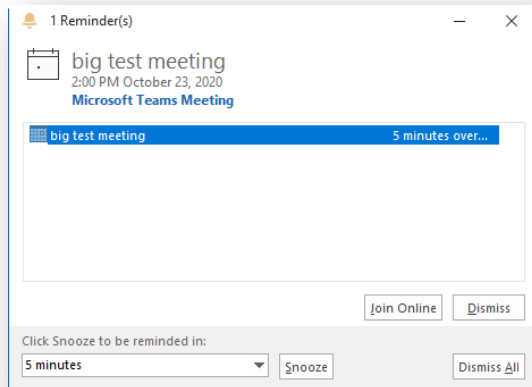 1 Reminder(s)
big test meeting
2:00 PM October 23, 2020
Microsoft Teams Meeting
big test meeting 5 minutes over...
Join Online Dismiss
Click Snooze to be reminded in:
5 minutes Snooze Dismiss All